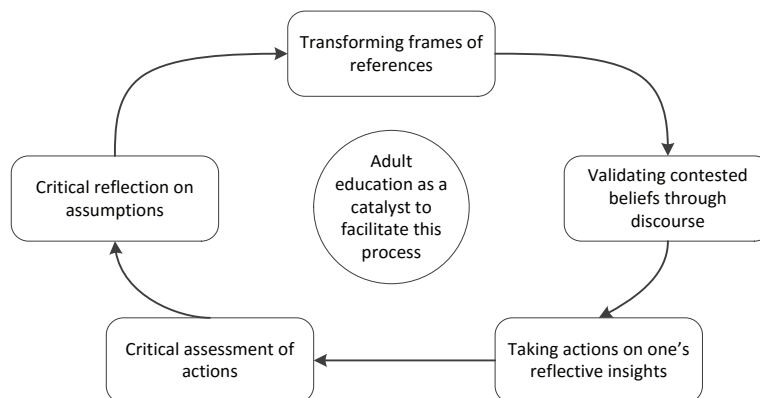 Transforming frames of
references
Adult
education as a
catalyst to
facilitate this
process
Critical reflection on
assumptions
Validating contested
beliefs through
discourse
Critical assessment of
actions
Taking actions on one’s
reflective insights